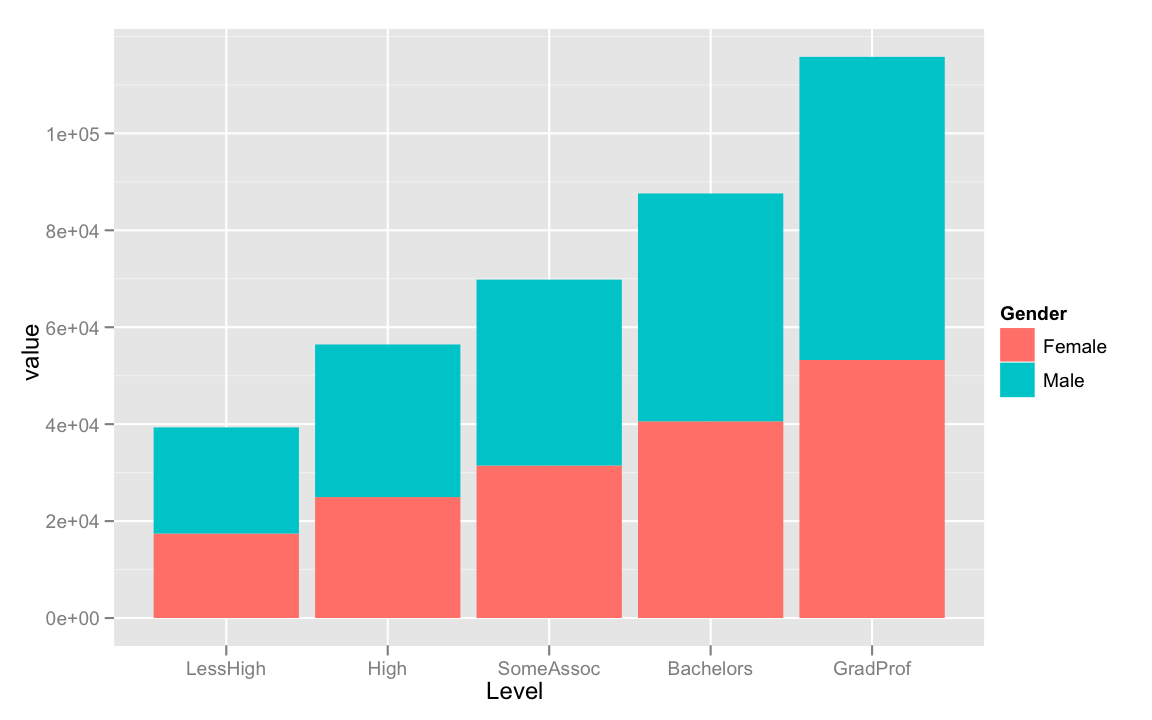 1e+05
8e+04
6e+04
4e+04
2e+04
0e+00
value
LessHigh High SomeAssoc Bachelors GradProf
Level
Gender
Female
Male